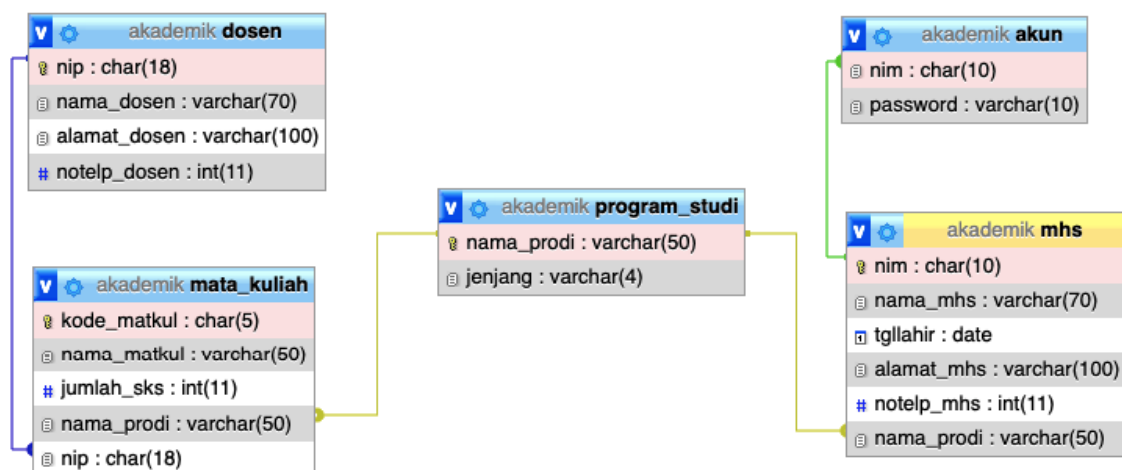 akademik dosen
nip : char(18)
nama_dosen : varchar(70)
alamat_dosen : varchar(100)
notelp_dosen : int(11)
akademik akun
nim : char(10)
password : varchar(10)
akademik program_studi
nama_prodi : varchar(50)
jenjang : varchar(4)
akademik mata_kuliah
kode_matkul : char(5)
nama_matkul : varchar(50)
jumlah_sks : int(11)
nama_prodi : varchar(50)
nip : char(18)
akademik mhs
nim : char(10)
nama_mhs : varchar(70)
tgllahir : date
alamat_mhs : varchar(100)
notelp_mhs : int(11)
nama_prodi : varchar(50)